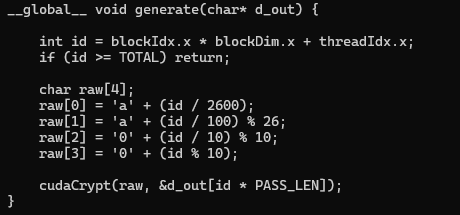 __global__ void generate(char* d_out) {
int id = blockIdx.x * blockDim.x + threadIdx.x;
if (id >= TOTAL) return;
char raw[4];
raw[0] = 'a' + (id / 2600);
raw[1] = 'a' + (id / 100) % 26;
raw[2] = '0' + (id / 10) % 10;
raw[3] = '0' + (id % 10);
cudaCrypt(raw, &d_out[id * PASS_LEN]);
}